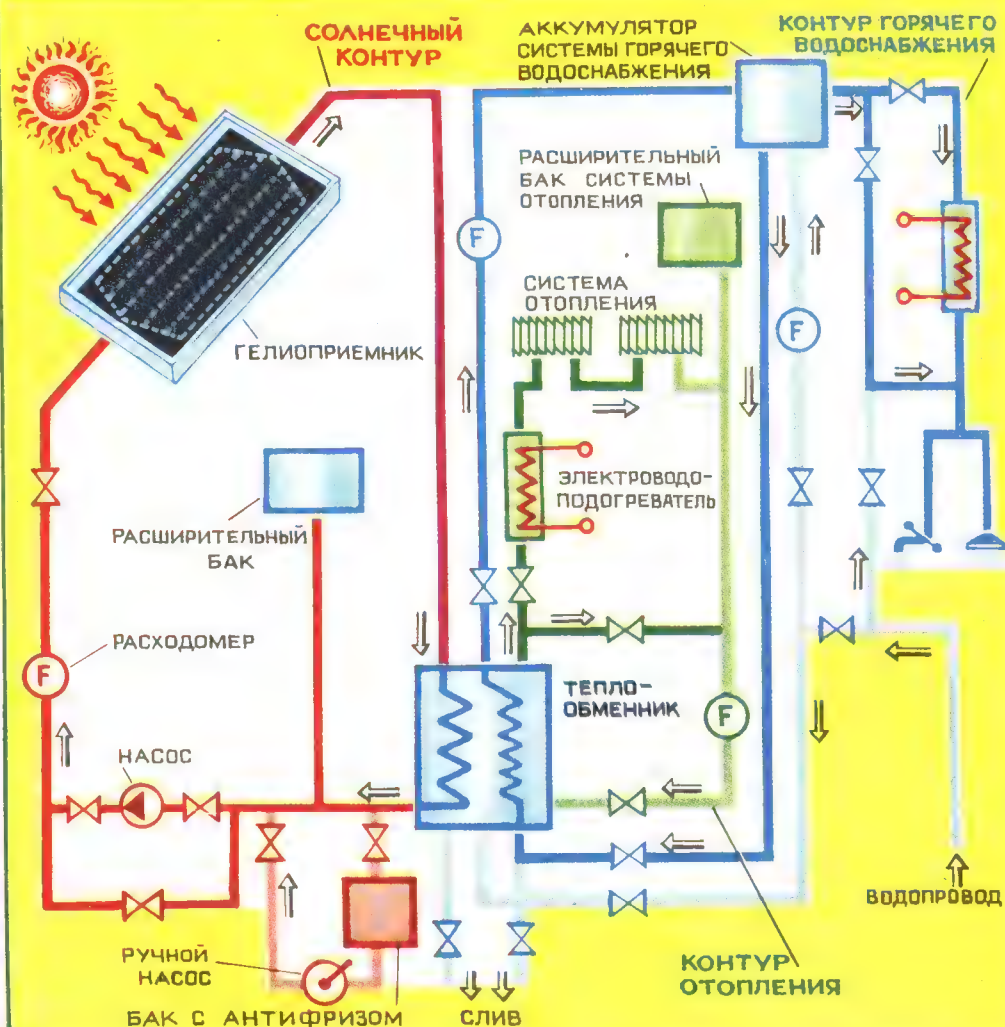 СОЛНЕЧНЫЙ
КОНТУР
АККУМУЛЯТОР
СИСТЕМЫ ГОРЯЧЕГО
ВОДОСНАБЖЕНИЯ
КОНТУР ГОРЯЧЕГО
ВОДОСНАБЖЕНИЯ
РАСШИРИТЕЛЬНЫЙ
БАК СИСТЕМЫ
ОТОПЛЕНИЯ
F
СИСТЕМА
ОТОПЛЕНИЯ
F
ГЕЛИОПРИЕМНИК
ЭЛЕКТРОВОДО-
ПОДОГРЕВАТЕЛЬ
РАСШИРИТЕЛЬНЫЙ
БАК
РАСХОДОМЕР
F
ТЕПЛО-
ОБМЕННИК
F
НАСОС
ВОДОПРОВОД
РУЧНОЙ
НАСОС
КОНТУР
ОТОПЛЕНИЯ
БАК С АНТИФРИЗОМ
СЛИВ